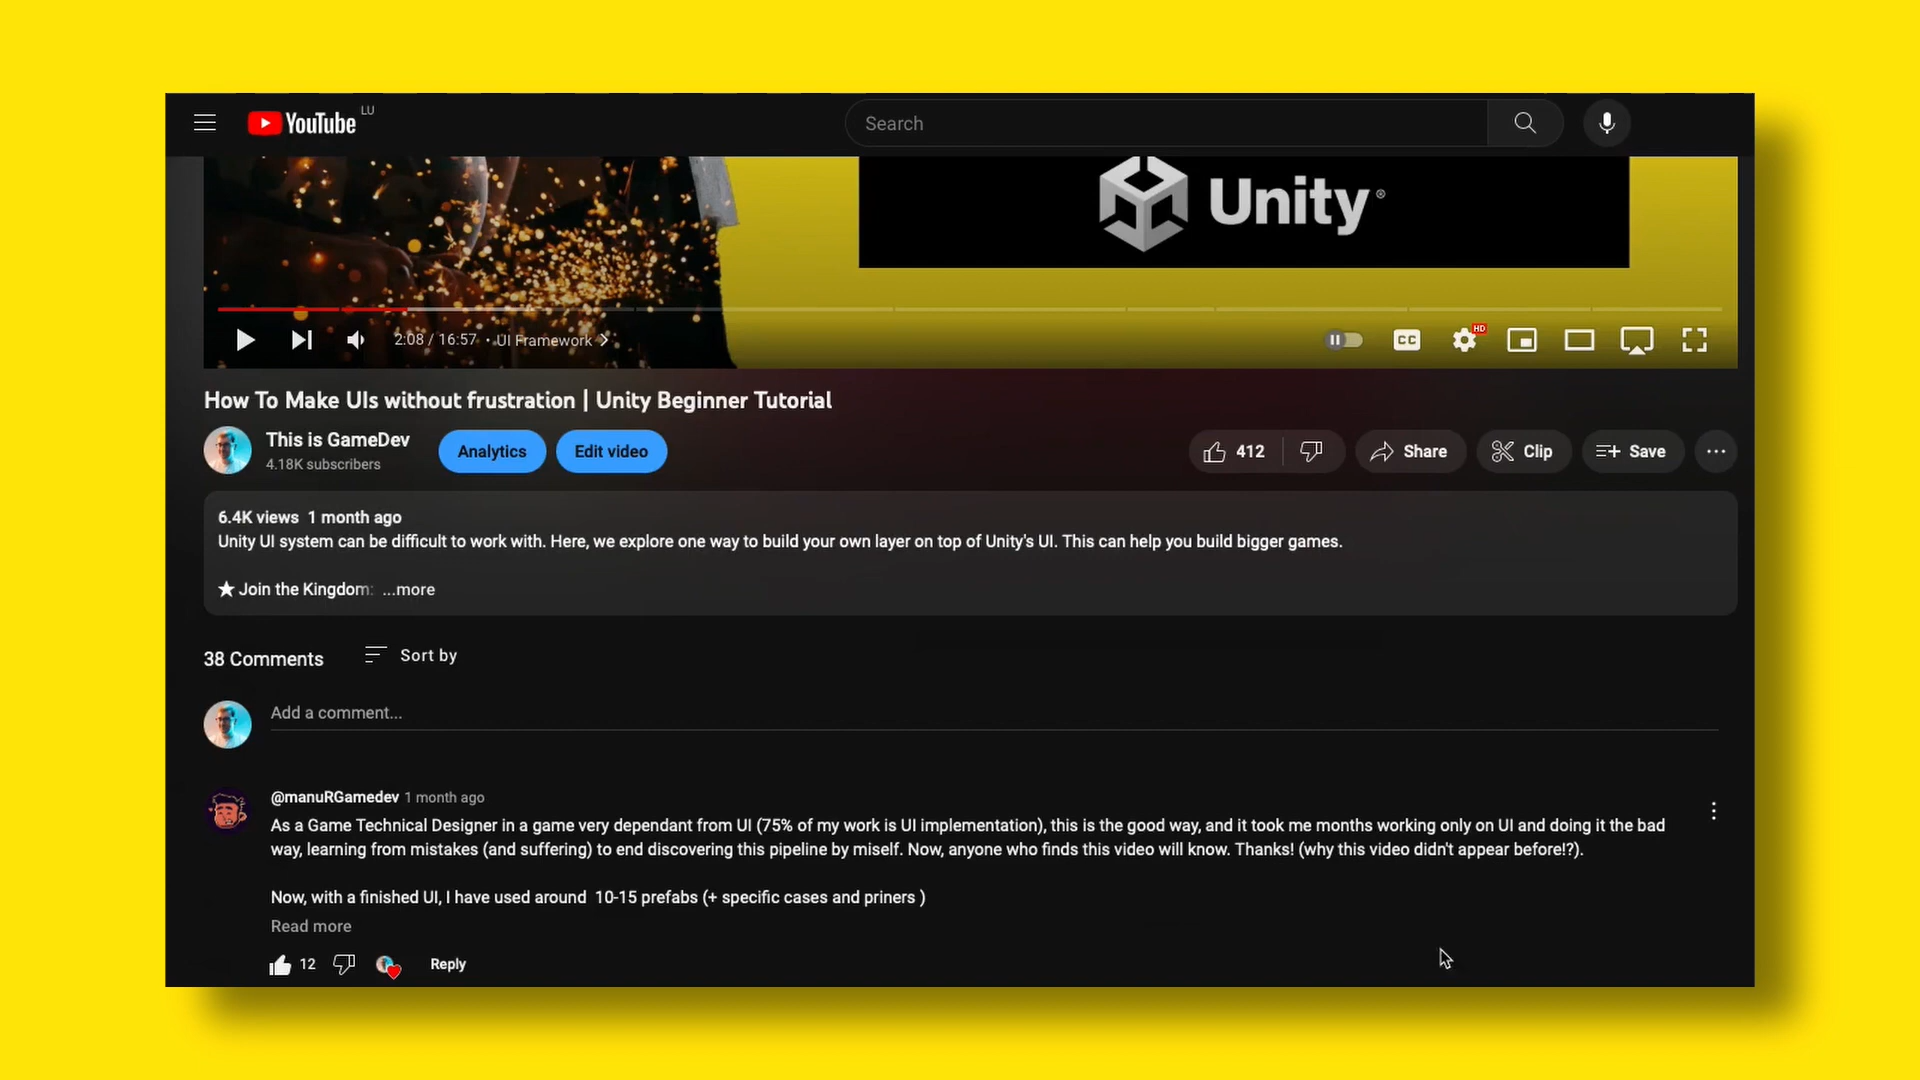 YouTube LU
Search
Unity®
2:08 / 16:57 • UI Framework
CC
HD
How To Make UIs without frustration | Unity Beginner Tutorial
This is GameDev
4.18K subscribers
Analytics
Edit video
412
Share
Clip
Save
6.4K views 1 month ago
Unity UI system can be difficult to work with. Here, we explore one way to build your own layer on top of Unity's UI. This can help you build bigger games.
★ Join the Kingdom: ...more
38 Comments
Sort by
Add a comment...
@manuRGamedev 1 month ago
As a Game Technical Designer in a game very dependant from UI (75% of my work is UI implementation), this is the good way, and it took me months working only on UI and doing it the bad
way, learning from mistakes (and suffering) to end discovering this pipeline by miself. Now, anyone who finds this video will know. Thanks! (why this video didn't appear before!?).
Now, with a finished UI, I have used around 10-15 prefabs (+ specific cases and priners )
Read more
12
Reply